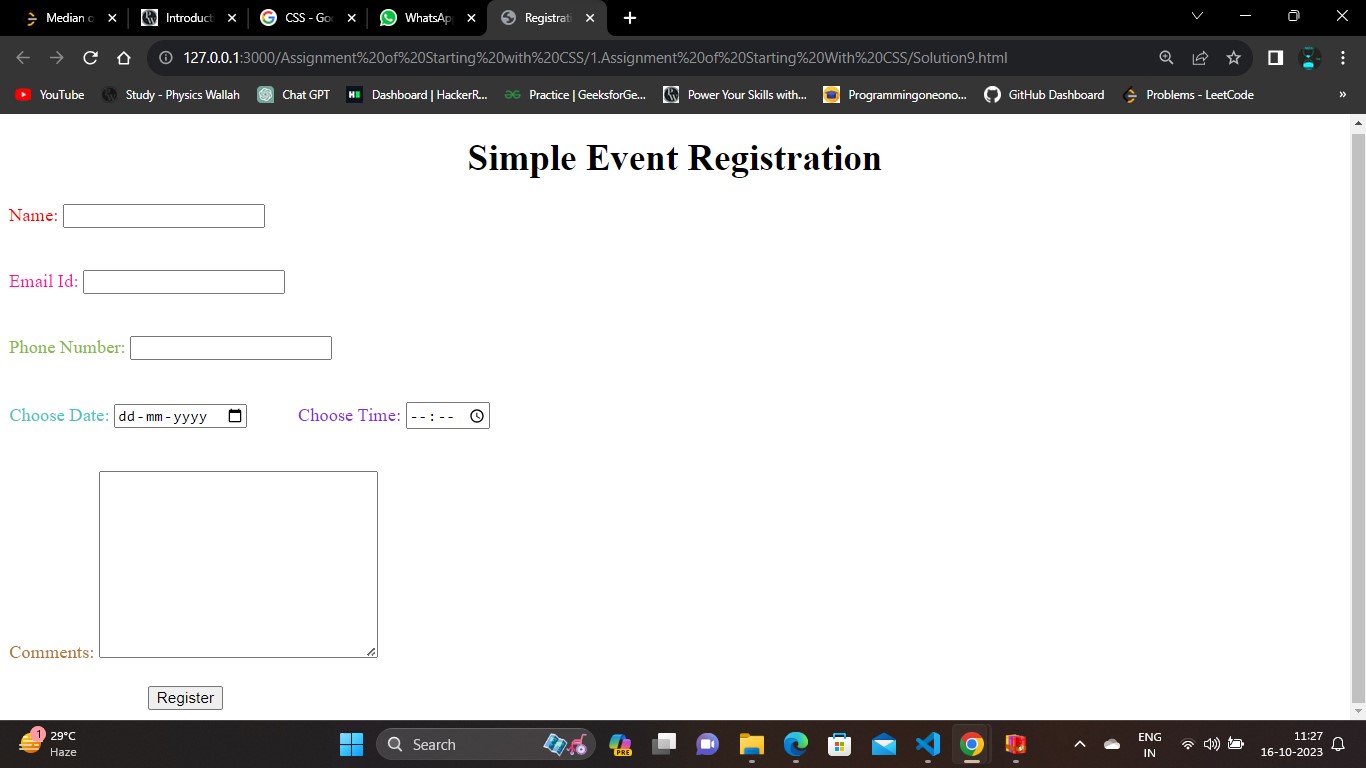 Median o
Introduct
CSS - Goo
WhatsApp
Registrati
127.0.0.1:3000/Assignment%20of%20Starting%20with%20CSS/1.Assignment%20of%20Starting%20With%20CSS/Solution9.html
YouTube
Study - Physics Wallah
Chat GPT
Dashboard | HackerR...
Practice | GeeksforGe...
Power Your Skills with...
Programmingoneono...
GitHub Dashboard
Problems - LeetCode
»
Simple Event Registration
Name:
Email Id:
Phone Number:
Choose Date: dd-mm-yyyy Choose Time: --:--
Comments:
Register
1
29°C
Haze
Search
PRE
ENG
IN
11:27
16-10-2023